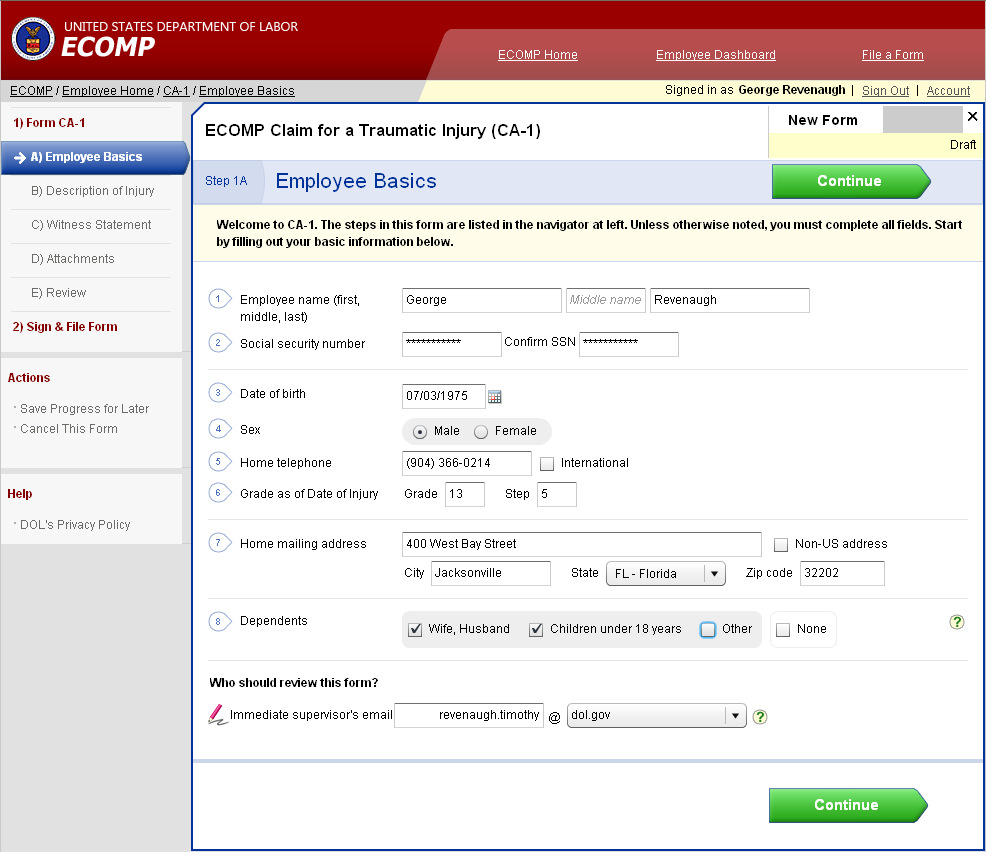 UNITED STATES DEPARTMENT OF LABOR
ECOMP
ECOMP Home Employee Dashboard File a Form
ECOMP / Employee Home / CA-1 / Employee Basics
Signed in as George Revenaugh | Sign Out | Account
1) Form CA-1
A) Employee Basics
B) Description of Injury
C) Witness Statement
D) Attachments
E) Review
2) Sign & File Form
Actions
Save Progress for Later
Cancel This Form
Help
DOL's Privacy Policy
ECOMP Claim for a Traumatic Injury (CA-1)
New Form
Draft
Step 1A Employee Basics Continue
Welcome to CA-1. The steps in this form are listed in the navigator at left. Unless otherwise noted, you must complete all fields. Start
by filling out your basic information below.
1 Employee name (first, George Middle name Revenaugh
middle, last)
2 Social security number *********** Confirm SSN ***********
3 Date of birth 07/03/1975
4 Sex Male Female
5 Home telephone (904) 366-0214 International
6 Grade as of Date of Injury Grade 13 Step 5
7 Home mailing address 400 West Bay Street Non-US address
City Jacksonville State FL - Florida Zip code 32202
8 Dependents Wife, Husband Children under 18 years Other None ?
Who should review this form?
Immediate supervisor's email revenaugh.timothy @ dol.gov ?
Continue